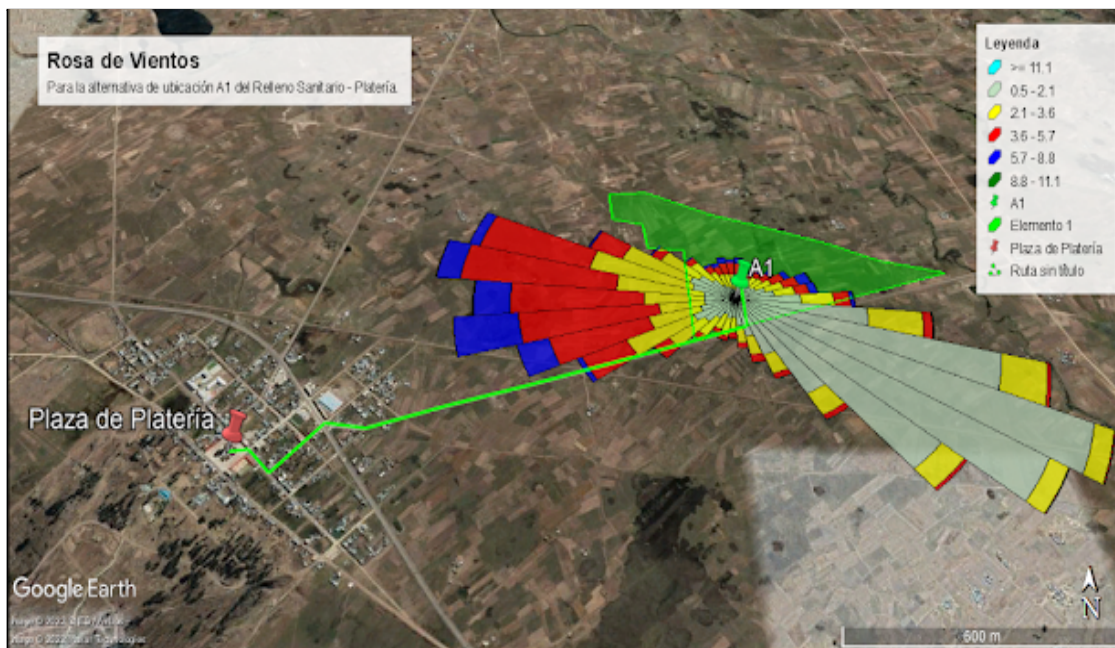 Rosa de Vientos
Para la alternativa de ubicación A1 del Relleno Sanitario - Platería.
Leyenda
>= 11.1
0.5 - 2.1
2.1 - 3.6
3.6 - 5.7
5.7 - 8.8
8.8 - 11.1
A1
Elemento 1
Plaza de Platería
Ruta sin título
A1
Plaza de Platería
Google Earth
N
600 m